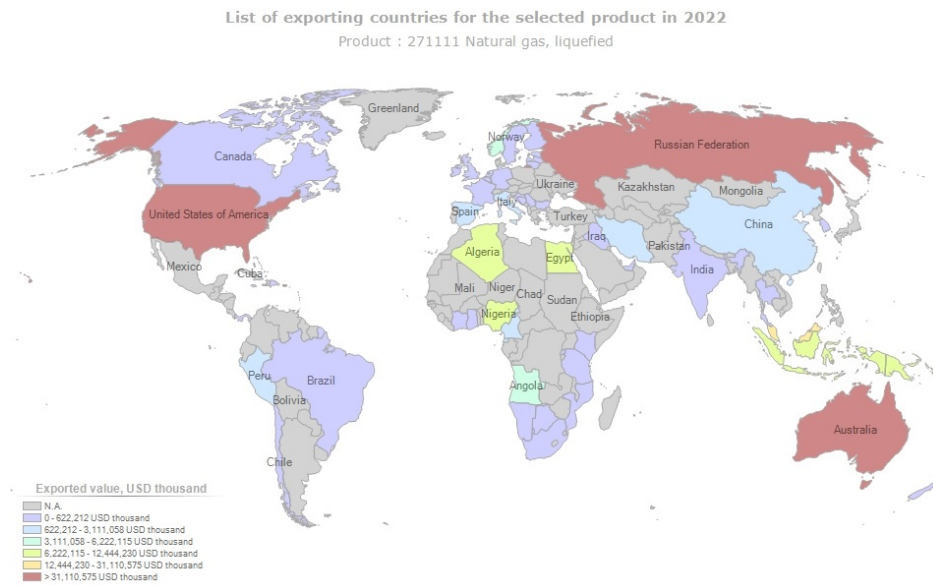 List of exporting countries for the selected product in 2022
Product : 271111 Natural gas, liquefied
Greenland
Norway
Canada
Russian Federation
Ukraine
Kazakhstan
Mongolia
Italy
Spain
Turkey
United States of America
China
Iraq
Pakistan
Algeria
Egypt
Mexico
Cuba
India
Mali
Niger
Chad
Sudan
Nigeria
Ethiopia
Peru
Brazil
Angola
Bolivia
Australia
Chile
Exported value, USD thousand
N.A.
0 - 622,212 USD thousand
622,212 - 3,111,058 USD thousand
3,111,058 - 6,222,115 USD thousand
6,222,115 - 12,444,230 USD thousand
12,444,230 - 31,110,575 USD thousand
> 31,110,575 USD thousand